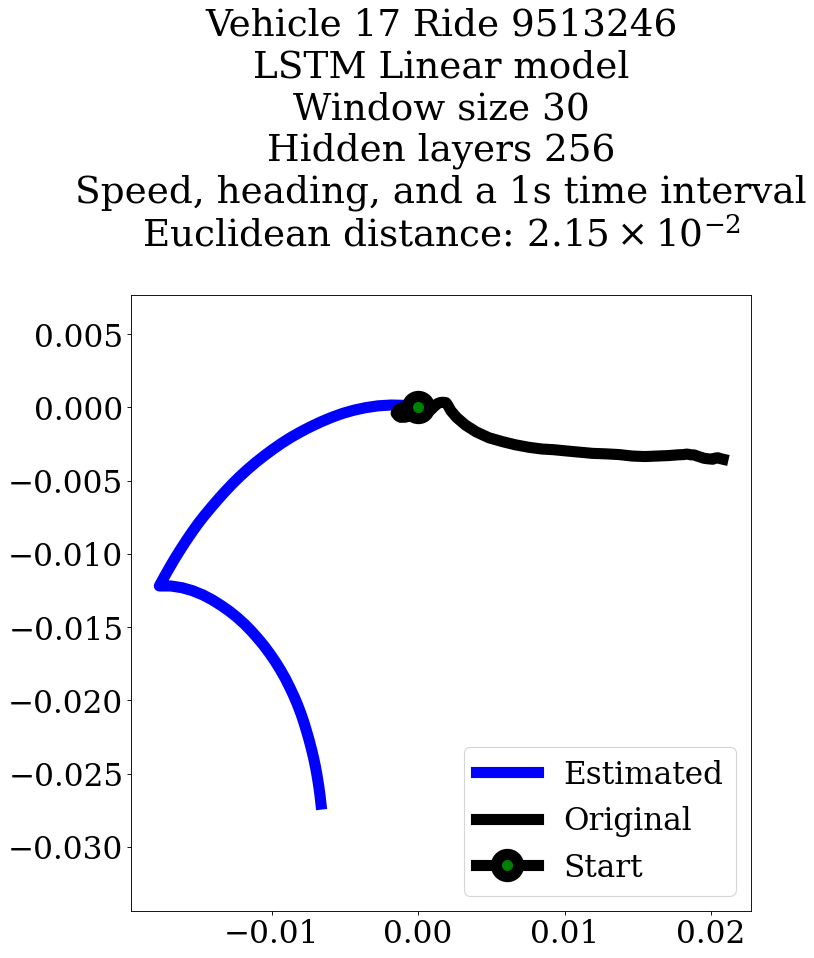 Vehicle 17 Ride 9513246
LSTM Linear model
Window size 30
Hidden layers 256
Speed, heading, and a 1s time interval
Euclidean distance: 2.15 × 10⁻²
0.005
0.000
−0.005
−0.010
−0.015
−0.020
−0.025
−0.030
Estimated
Original
Start
−0.01 0.00 0.01 0.02